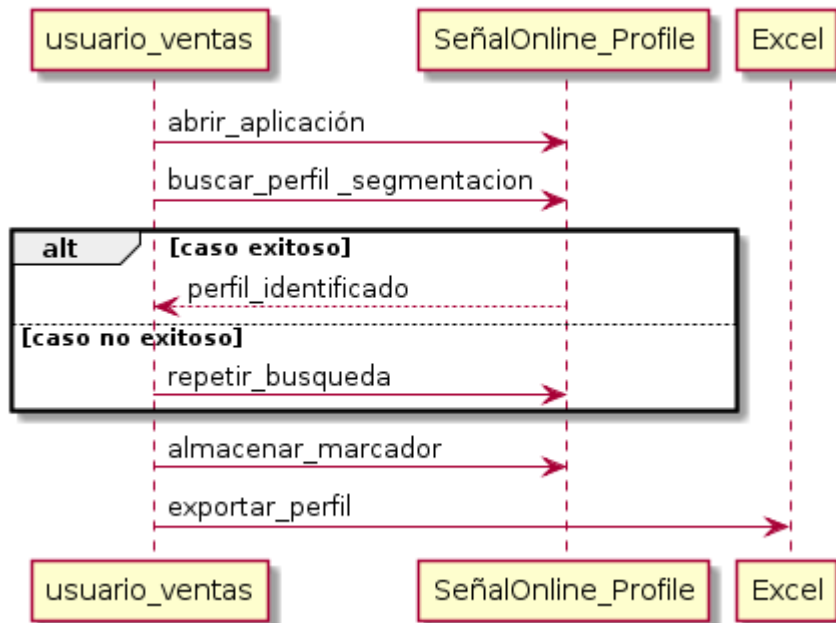 usuario_ventas SeñalOnline_Profile Excel
abrir_aplicación
buscar_perfil _segmentacion
alt [caso exitoso]
perfil_identificado
[caso no exitoso]
repetir_busqueda
almacenar_marcador
exportar_perfil
usuario_ventas SeñalOnline_Profile Excel